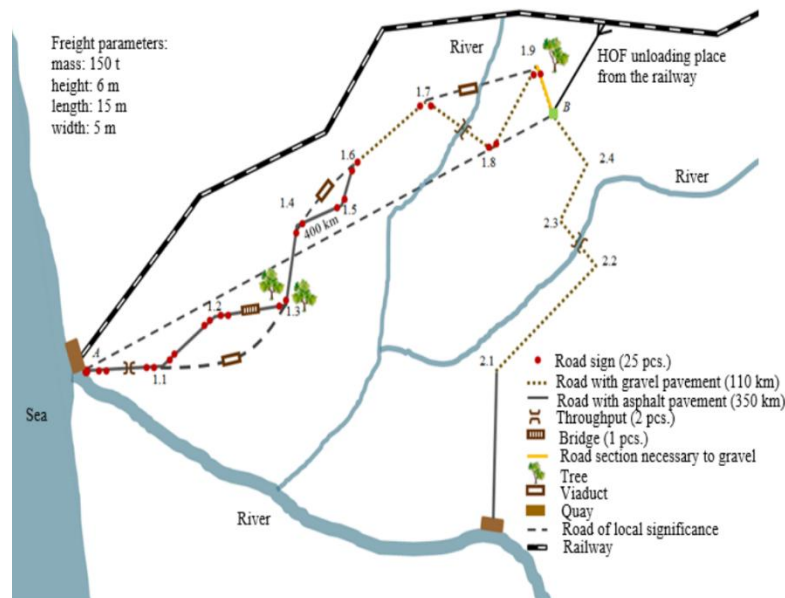 Freight parameters:
mass: 150 t
height: 6 m
length: 15 m
width: 5 m
River
1.9
HOF unloading place
from the railway
1.7
B
1.8
1.6
2.4
River
1.4
1.5
400 km
2.3
2.2
1.2
1.3
A
1.1
2.1
Sea
River
Road sign (25 pcs.)
Road with gravel pavement (110 km)
Road with asphalt pavement (350 km)
Throughput (2 pcs.)
Bridge (1 pcs.)
Road section necessary to gravel
Tree
Viaduct
Quay
Road of local significance
Railway